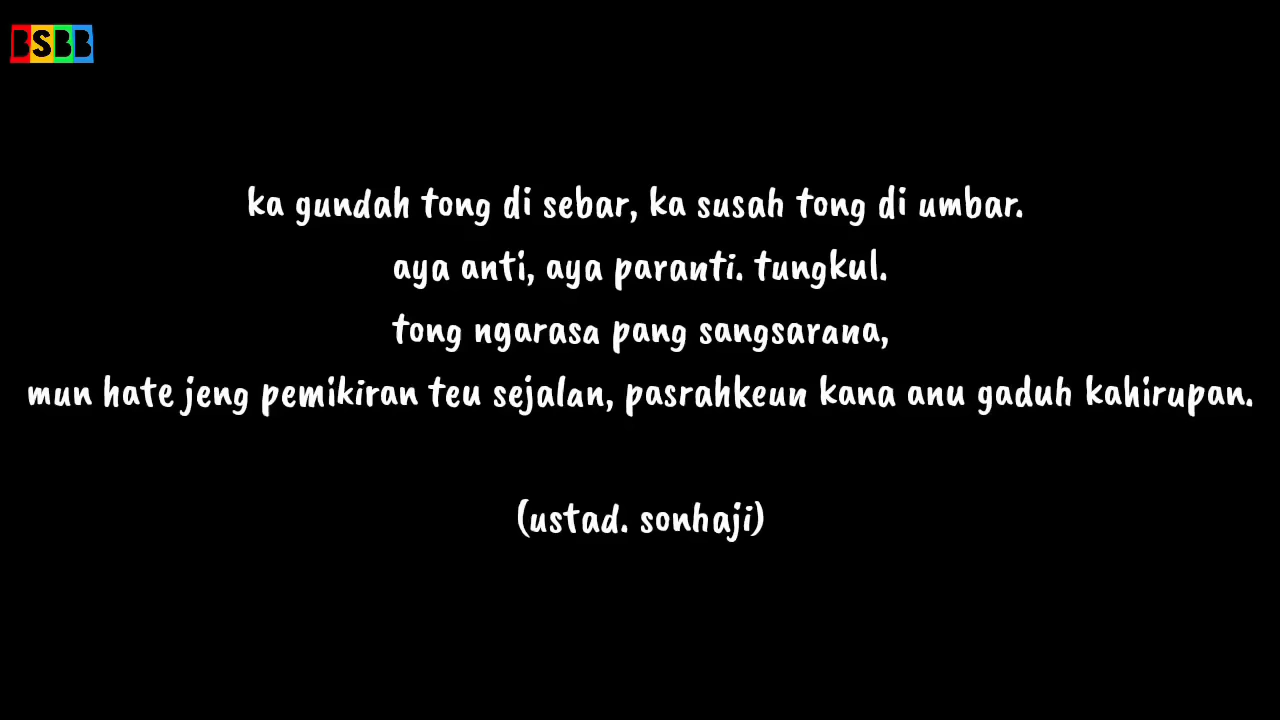 BSBB
ka gundah tong di sebar, ka susah tong di umbar.
aya anti, aya paranti. tungkul.
tong ngarasa pang sangsarana,
mun hate jeng pemikiran teu sejalan, pasrahkeun kana anu gaduh kahirupan.
(ustad. sonhaji)